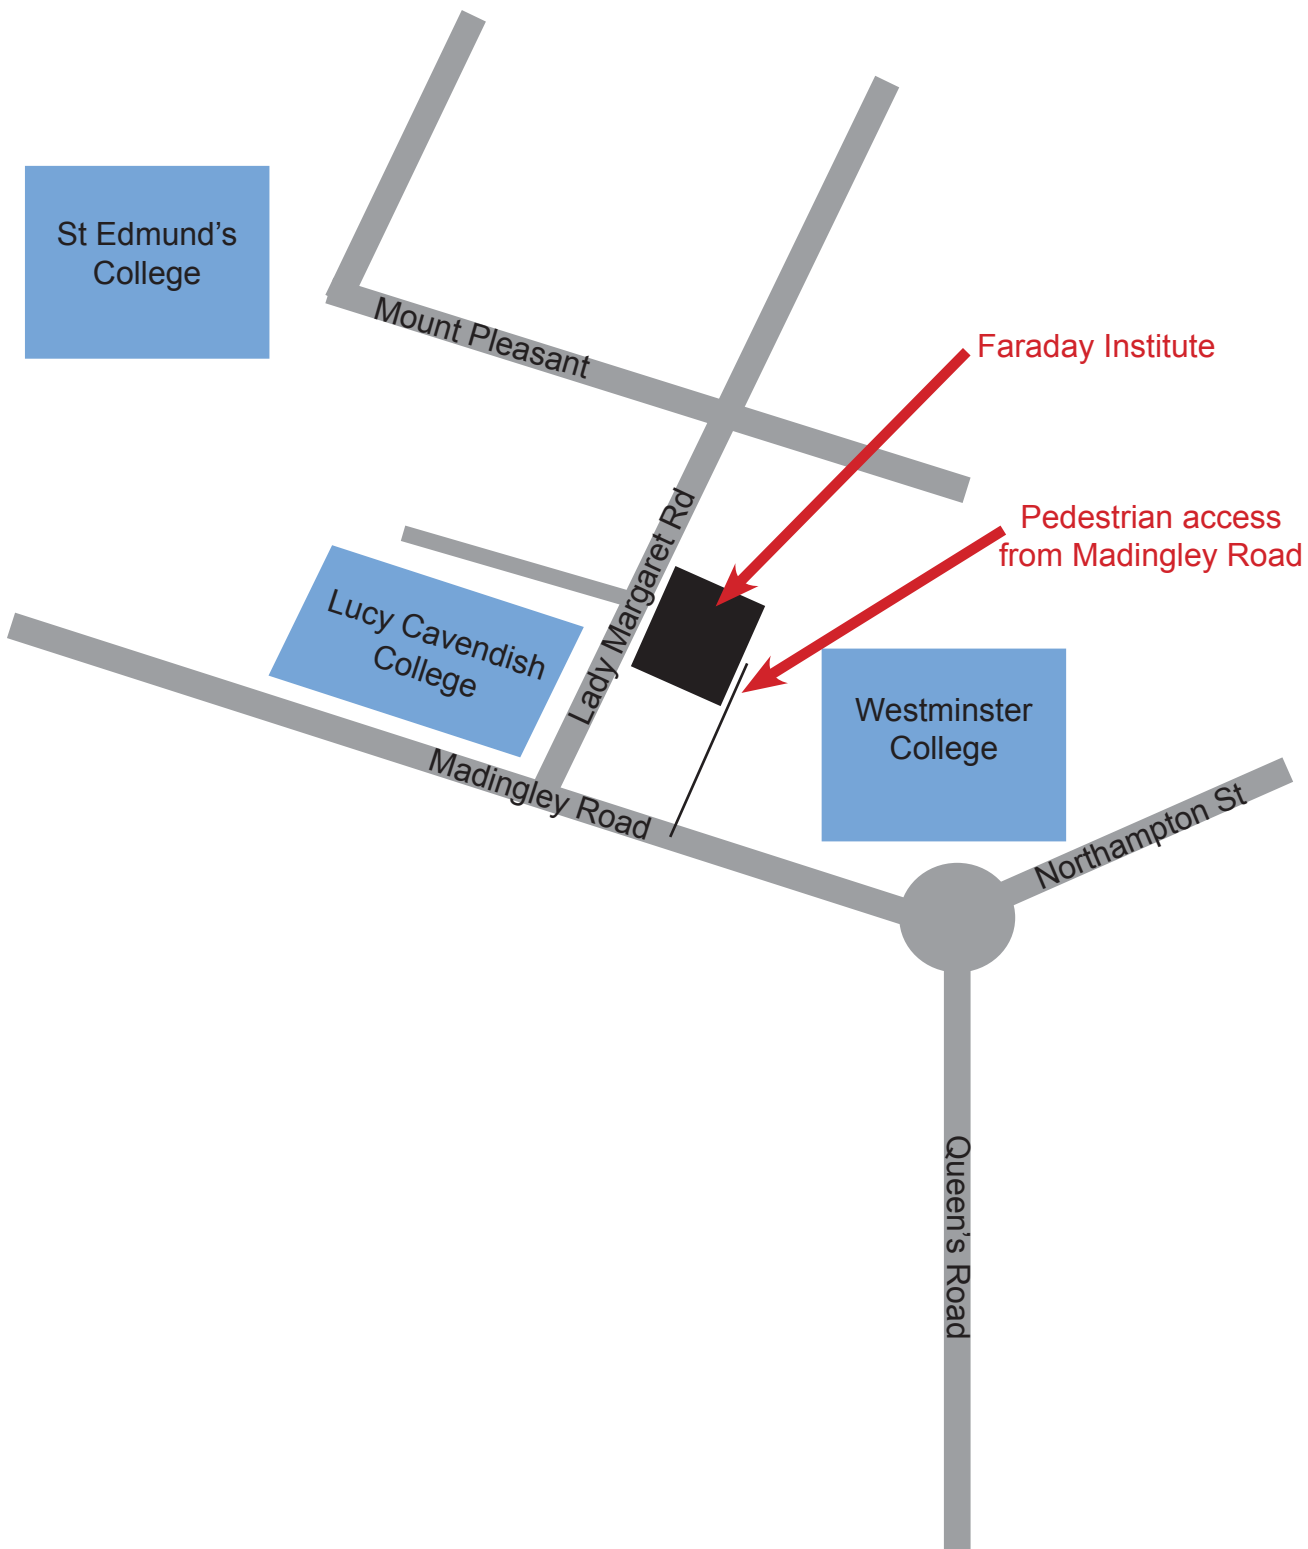 St Edmund's
College
Mount Pleasant
Faraday Institute
Pedestrian access
from Madingley Road
Lady Margaret Rd
Lucy Cavendish
College
Westminster
College
Madingley Road
Northampton St
Queen's Road